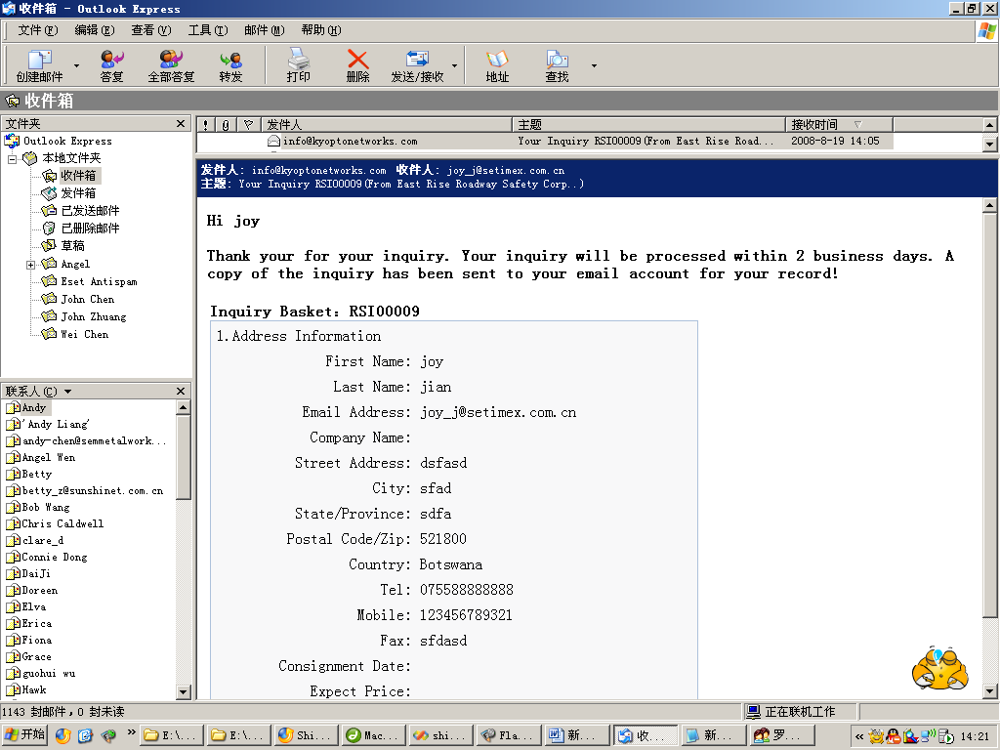 收件箱 - Outlook Express
文件(F) 编辑(E) 查看(V) 工具(T) 邮件(M) 帮助(H)
创建邮件 答复 全部答复 转发 打印 删除 发送/接收 地址 查找
收件箱
文件夹
Outlook Express
本地文件夹
收件箱
发件箱
已发送邮件
已删除邮件
草稿
Angel
Eset Antispam
John Chen
John Zhuang
Wei Chen
联系人(C)
Andy
'Andy Liang'
andy-chen@semmetalwork...
Angel Wen
Betty
betty_z@sunshinet.com.cn
Bob Wang
Chris Caldwell
clare_d
Connie Dong
DaiJi
Doreen
Elva
Erica
Fiona
Grace
guohui wu
Hawk
! 发件人 主题 接收时间
info@kyoptonetworks.com Your Inquiry RSI00009(From East Rise Road... 2008-8-19 14:05
发件人: info@kyoptonetworks.com 收件人: joy_j@setimex.com.cn
主题: Your Inquiry RSI00009(From East Rise Roadway Safety Corp..)
Hi joy
Thank your for your inquiry. Your inquiry will be processed within 2 business days. A
copy of the inquiry has been sent to your email account for your record!
Inquiry Basket: RSI00009
1.Address Information
First Name: joy
Last Name: jian
Email Address: joy_j@setimex.com.cn
Company Name:
Street Address: dsfasd
City: sfad
State/Province: sdfa
Postal Code/Zip: 521800
Country: Botswana
Tel: 075588888888
Mobile: 123456789321
Fax: sfdasd
Consignment Date:
Expect Price:
1143 封邮件，0 封未读 正在联机工作
开始 » E:\... E:\... Shi... Mac... shi... Fla... 新... 收... 新... 罗... « 14:21